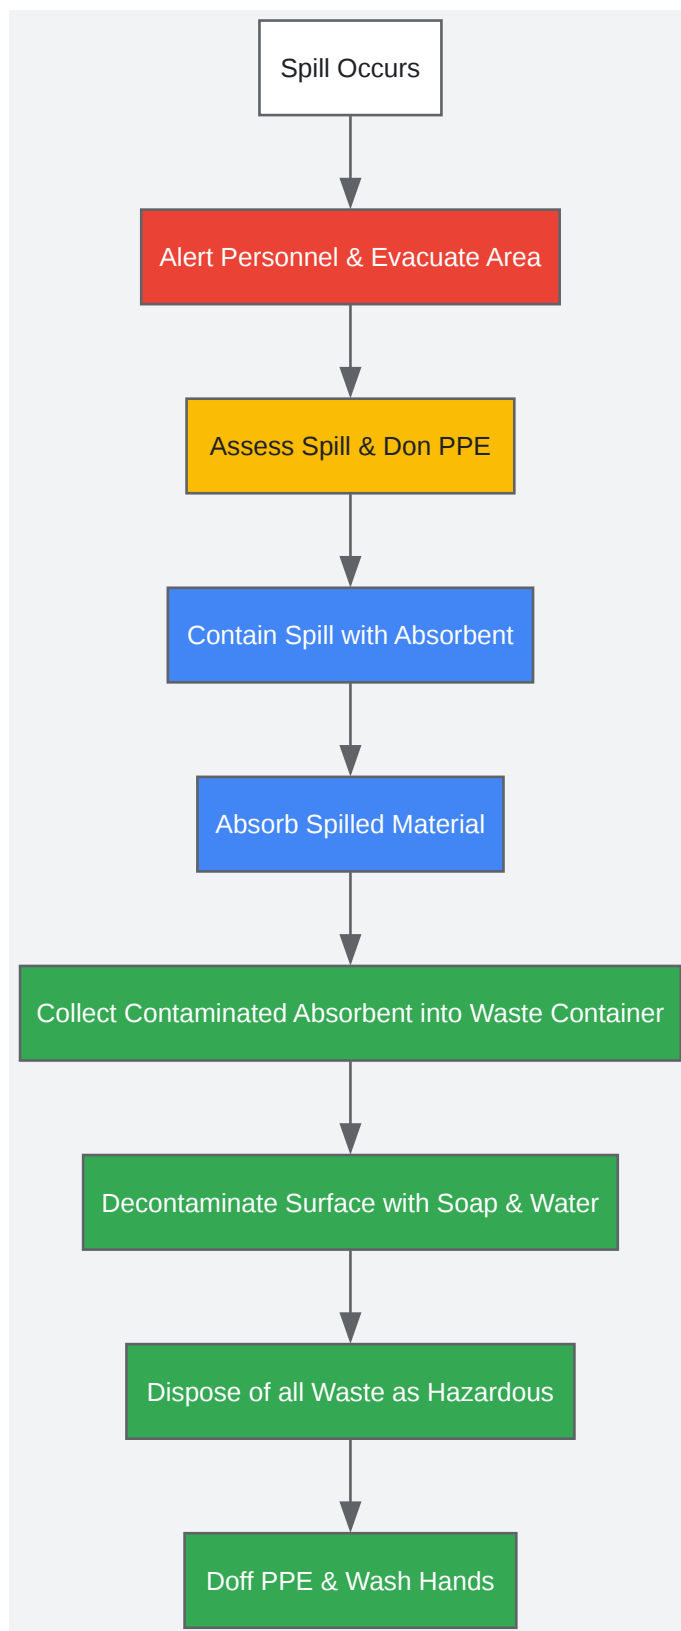 Spill Occurs
Alert Personnel & Evacuate Area
Assess Spill & Don PPE
Contain Spill with Absorbent
Absorb Spilled Material
Collect Contaminated Absorbent into Waste Container
Decontaminate Surface with Soap & Water
Dispose of all Waste as Hazardous
Doff PPE & Wash Hands